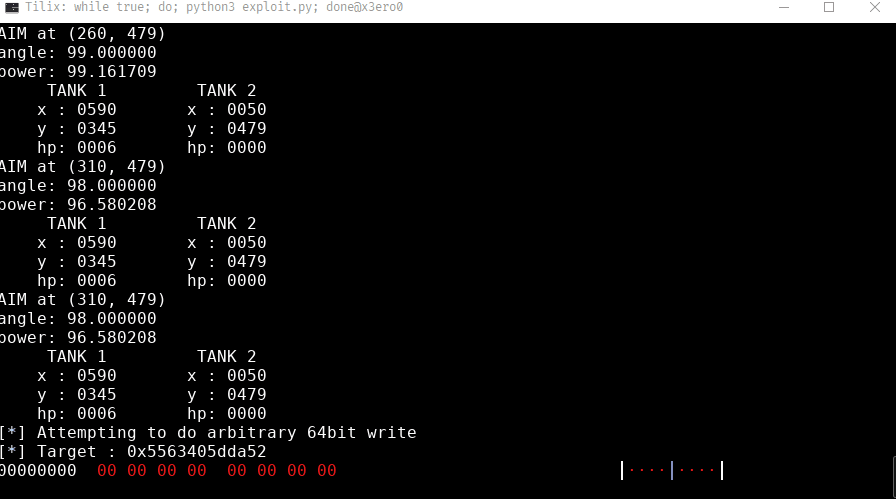 Tilix: while true; do; python3 exploit.py; done@x3ero0
AIM at (260, 479)
angle: 99.000000
power: 99.161709
TANK 1 TANK 2
x : 0590 x : 0050
y : 0345 y : 0479
hp: 0006 hp: 0000
AIM at (310, 479)
angle: 98.000000
power: 96.580208
TANK 1 TANK 2
x : 0590 x : 0050
y : 0345 y : 0479
hp: 0006 hp: 0000
AIM at (310, 479)
angle: 98.000000
power: 96.580208
TANK 1 TANK 2
x : 0590 x : 0050
y : 0345 y : 0479
hp: 0006 hp: 0000
[*] Attempting to do arbitrary 64bit write
[*] Target : 0x5563405dda52
00000000 00 00 00 00 00 00 00 00 |····|····|